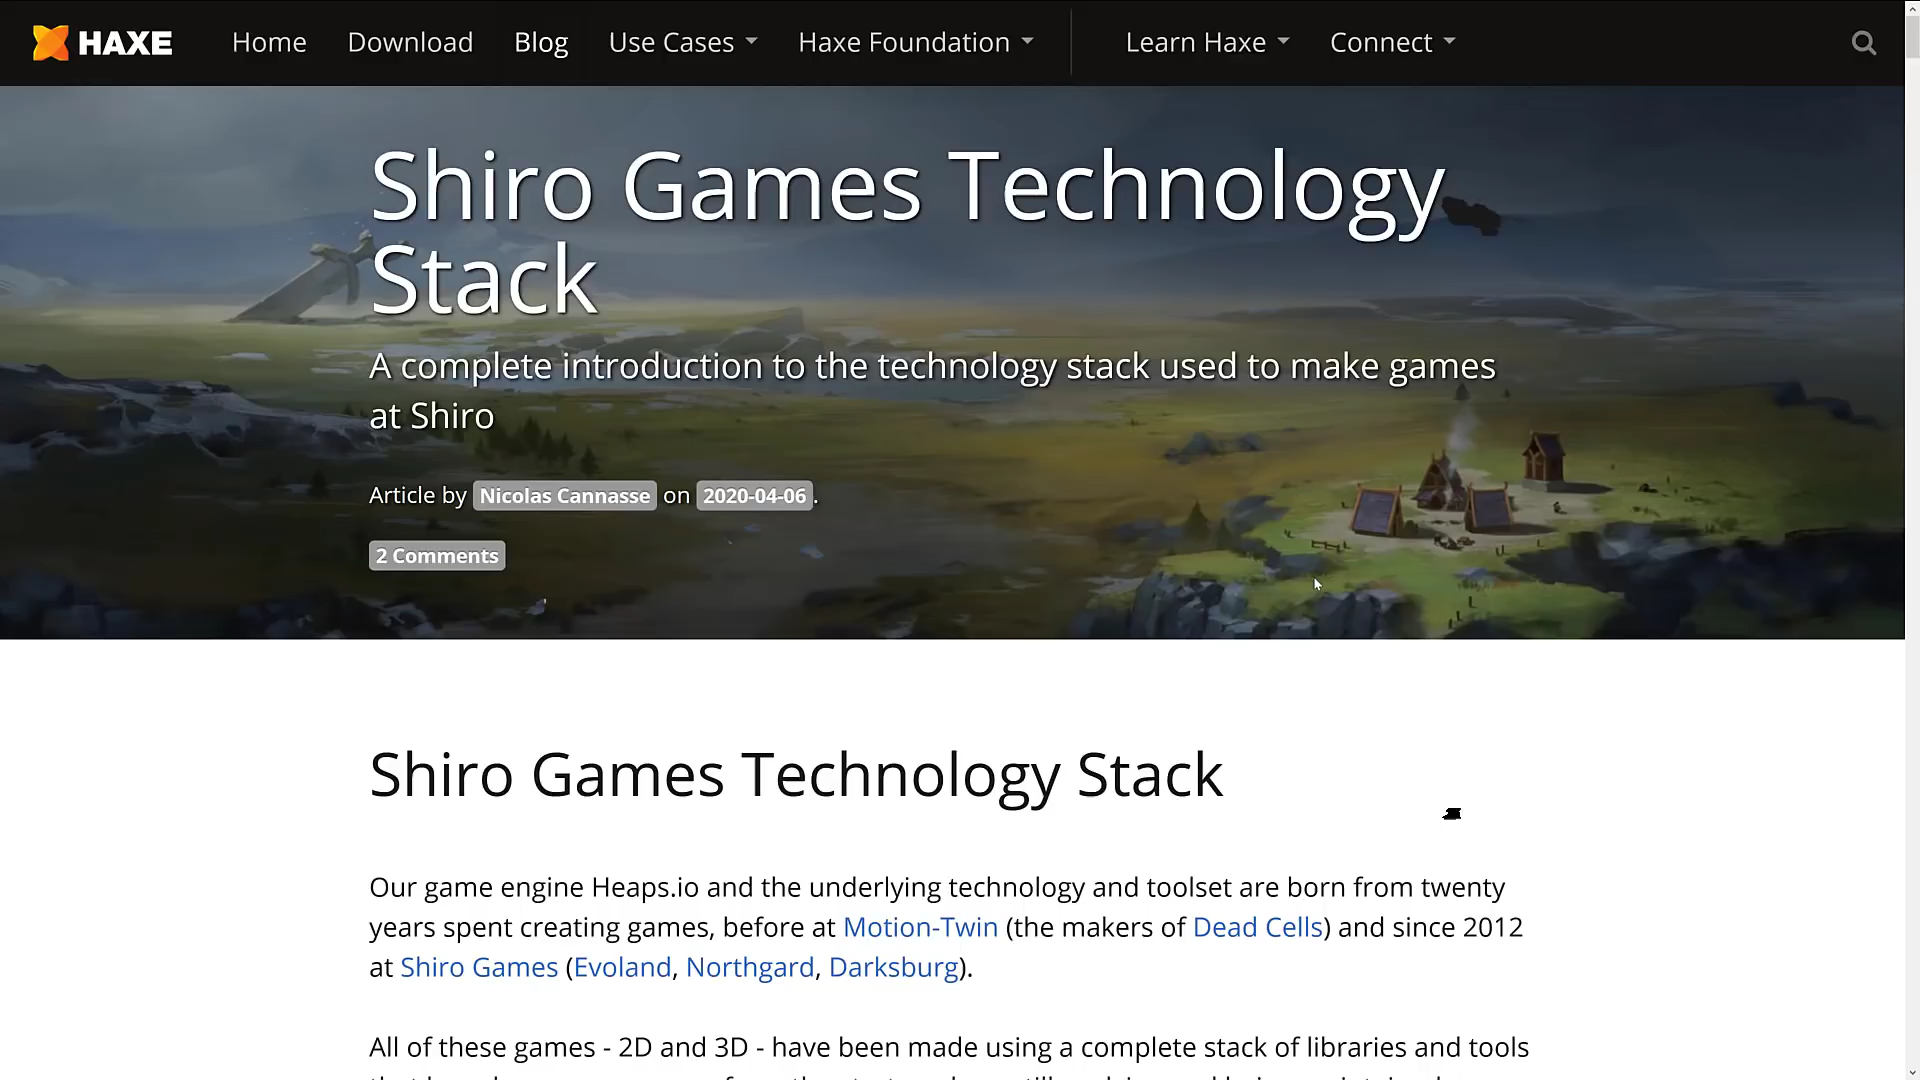 HAXE Home Download Blog Use Cases Haxe Foundation Learn Haxe Connect
Shiro Games Technology
Stack
A complete introduction to the technology stack used to make games
at Shiro
Article by Nicolas Cannasse on 2020-04-06.
2 Comments
Shiro Games Technology Stack
Our game engine Heaps.io and the underlying technology and toolset are born from twenty
years spent creating games, before at Motion-Twin (the makers of Dead Cells) and since 2012
at Shiro Games (Evoland, Northgard, Darksburg).
All of these games - 2D and 3D - have been made using a complete stack of libraries and tools